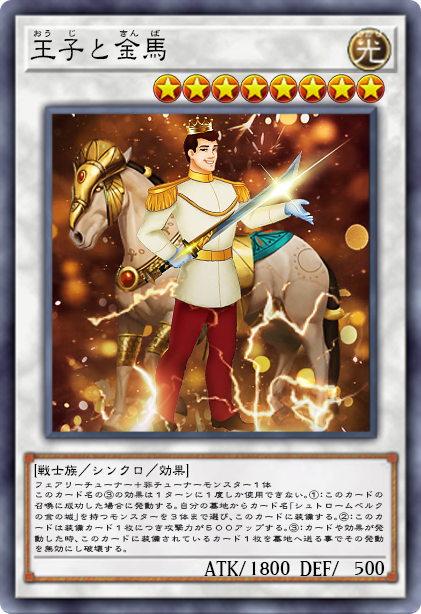 おうじ きんば
王子と金馬
光
[戦士族／シンクロ／効果]
フェアリーチューナー＋非チューナーモンスター１体
このカード名の③の効果は１ターンに１度しか使用できない。①：このカードの
召喚に成功した場合に発動する。自分の墓地からカード名「シュトロームベルク
の金の城」を持つモンスターを３体まで選び、このカードに装備する。②：このカ
ードは装備カード１枚につき攻撃力が５００アップする。③：カードや効果が発
動した時、このカードに装備されているカード１枚を墓地へ送る事でその発動
を無効にし破壊する。
ATK/1800 DEF/ 500